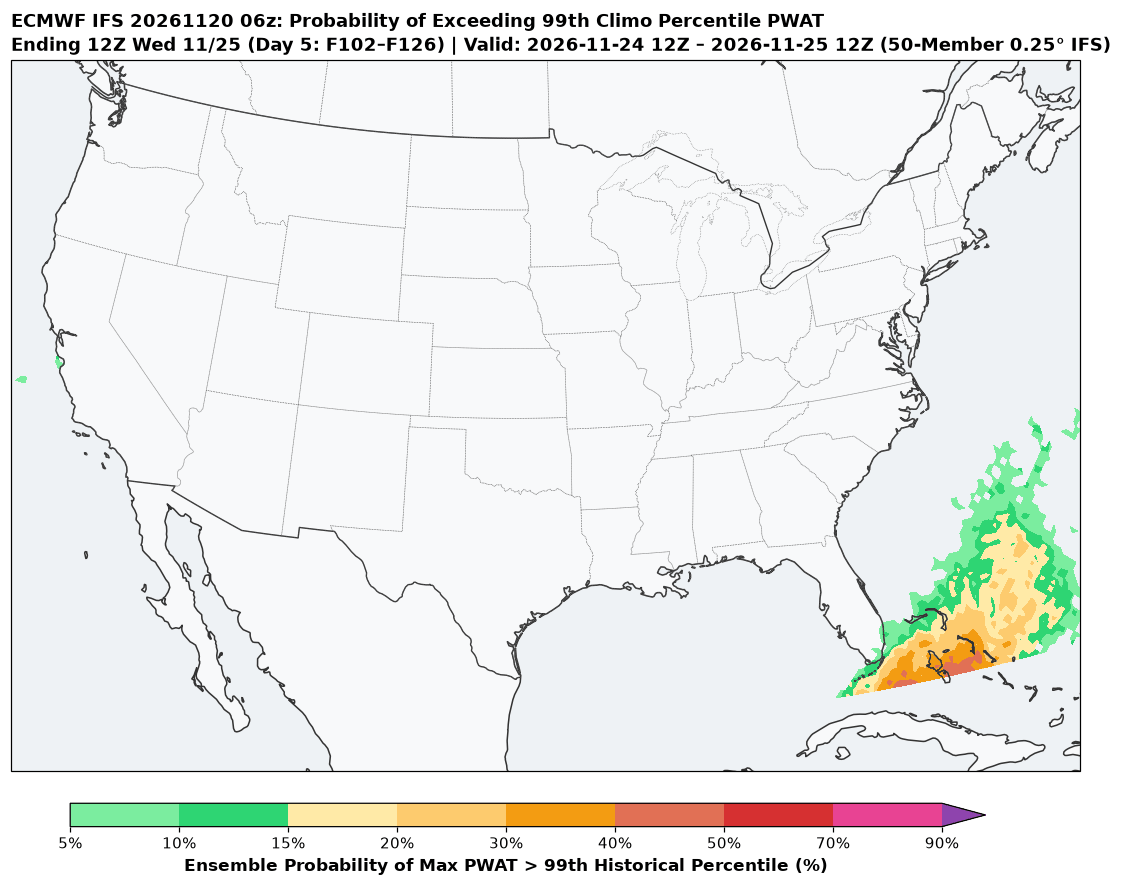 ECMWF IFS 20261120 06z: Probability of Exceeding 99th Climo Percentile PWAT
Ending 12Z Wed 11/25 (Day 5: F102–F126) | Valid: 2026-11-24 12Z – 2026-11-25 12Z (50-Member 0.25° IFS)
5% 10% 15% 20% 30% 40% 50% 70% 90%
Ensemble Probability of Max PWAT > 99th Historical Percentile (%)